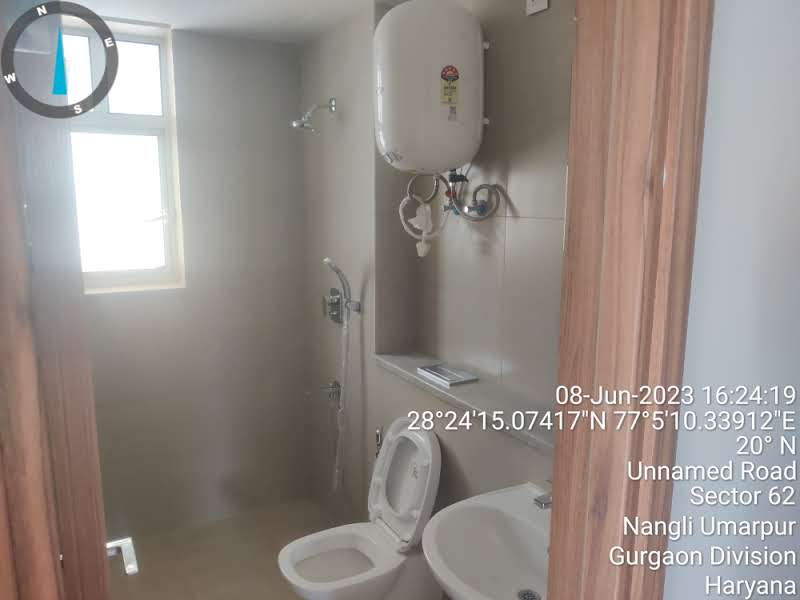 N
E
W
S
08-Jun-2023 16:24:19
28°24'15.07417"N 77°5'10.33912"E
20° N
Unnamed Road
Sector 62
Nangli Umarpur
Gurgaon Division
Haryana